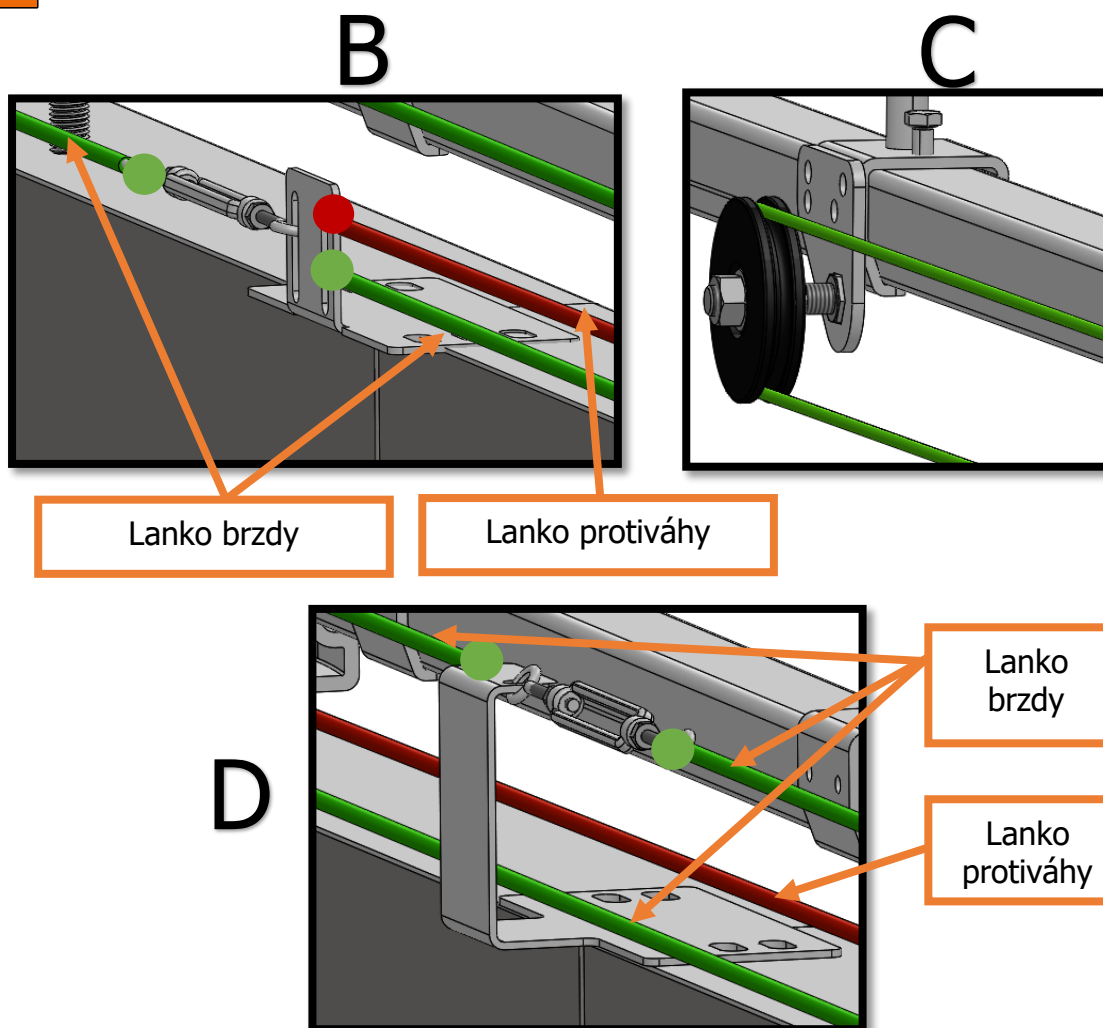 B
C
Lanko brzdy
Lanko protiváhy
D
Lanko
brzdy
Lanko
protiváhy